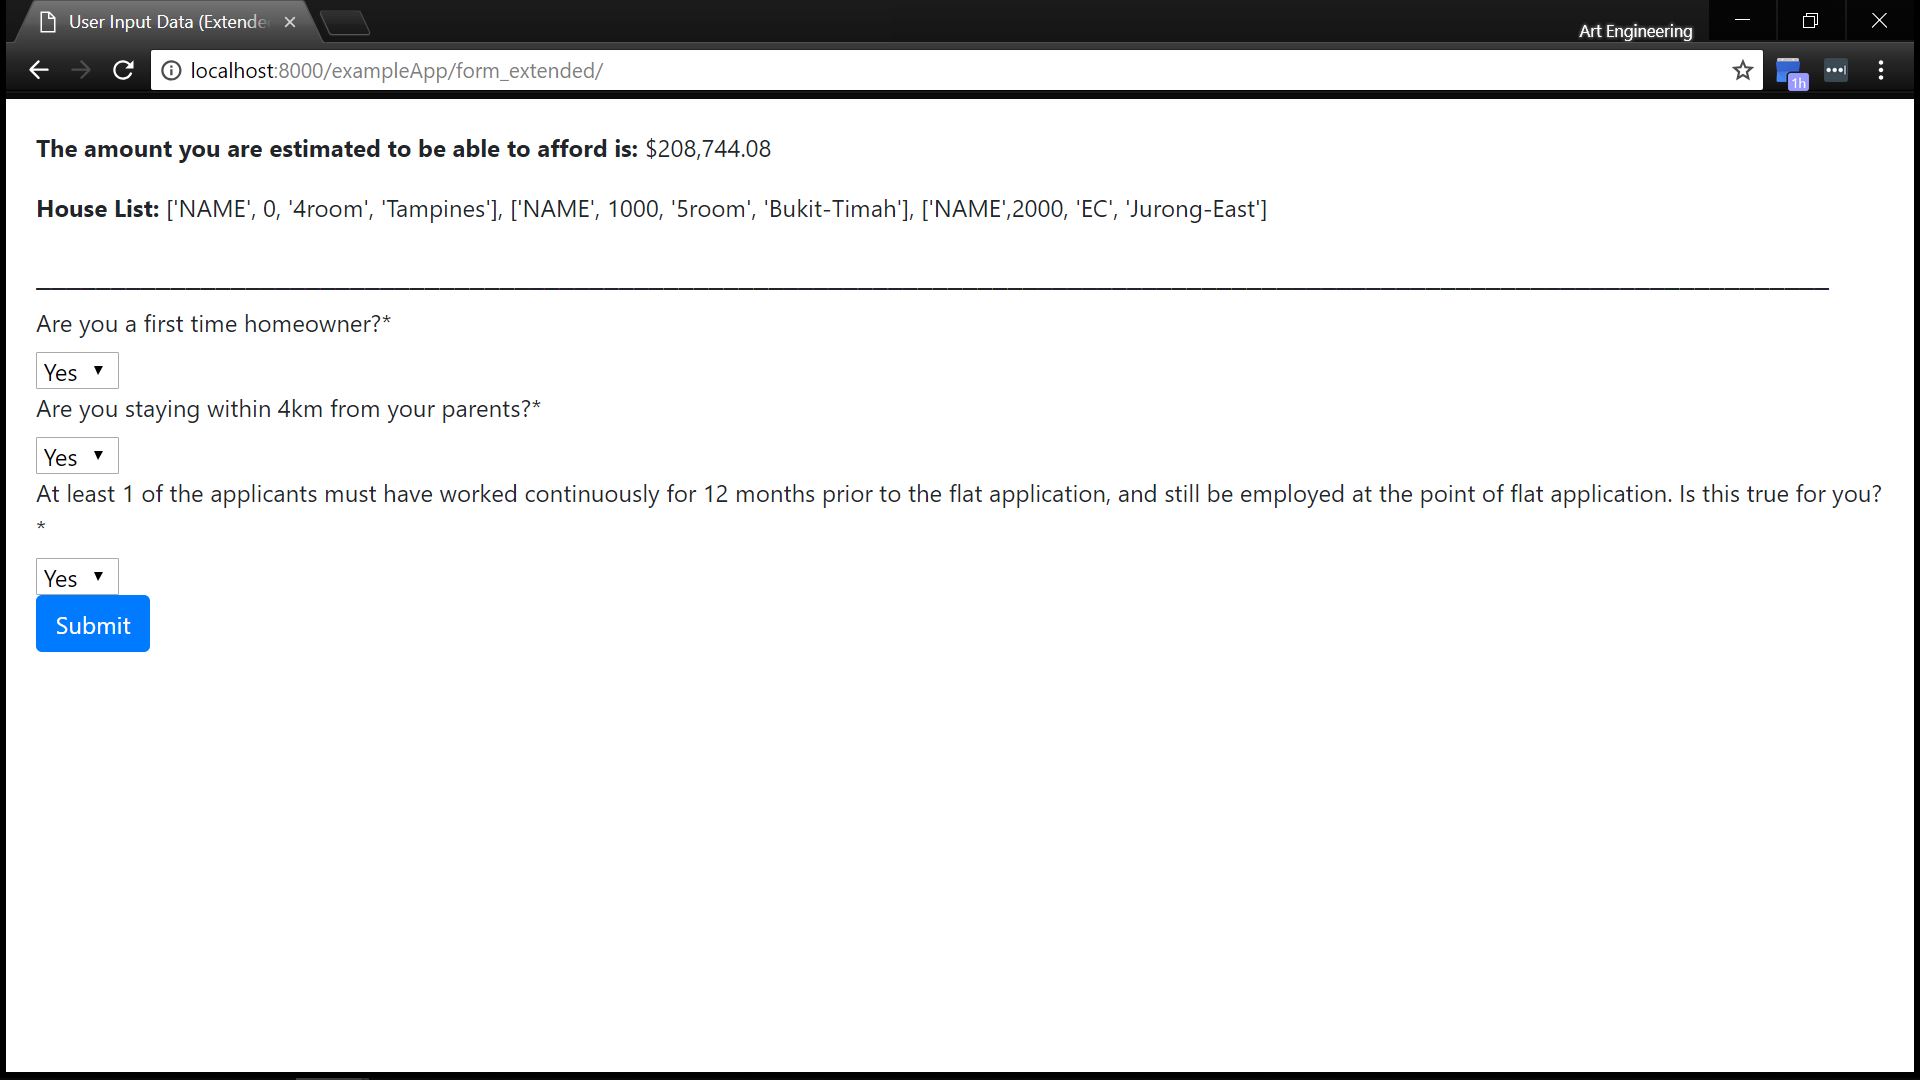 User Input Data (Extende
Art Engineering
localhost:8000/exampleApp/form_extended/
1h
The amount you are estimated to be able to afford is: $208,744.08
House List: ['NAME', 0, '4room', 'Tampines'], ['NAME', 1000, '5room', 'Bukit-Timah'], ['NAME',2000, 'EC', 'Jurong-East']
Are you a first time homeowner?*
Yes
Are you staying within 4km from your parents?*
Yes
At least 1 of the applicants must have worked continuously for 12 months prior to the flat application, and still be employed at the point of flat application. Is this true for you?
*
Yes
Submit